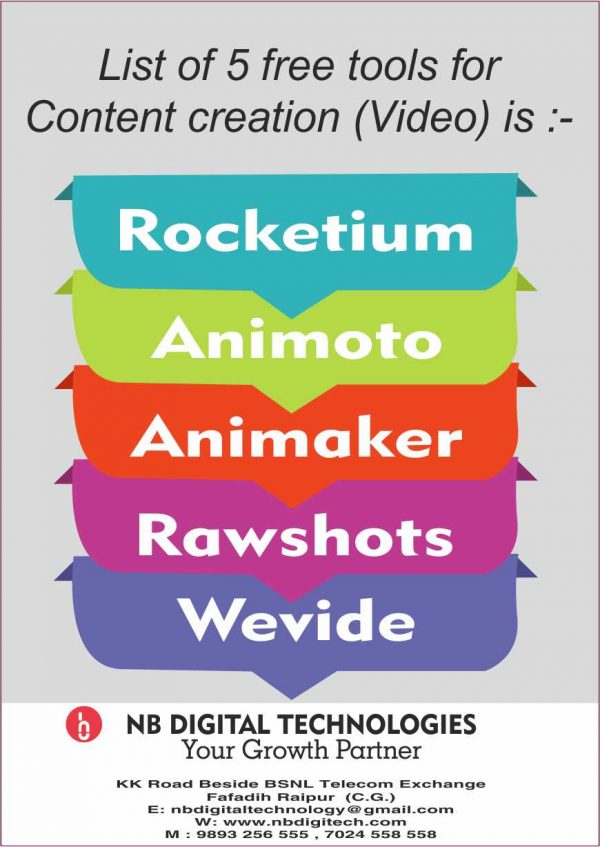 List of 5 free tools for
Content creation (Video) is :-
Rocketium
Animoto
Animaker
Rawshots
Wevide
NB DIGITAL TECHNOLOGIES
Your Growth Partner
KK Road Beside BSNL Telecom Exchange
Fafadih Raipur (C.G.)
E: nbdigitaltechnology@gmail.com
W: www.nbdigitech.com
M : 9893 256 555 , 7024 558 558